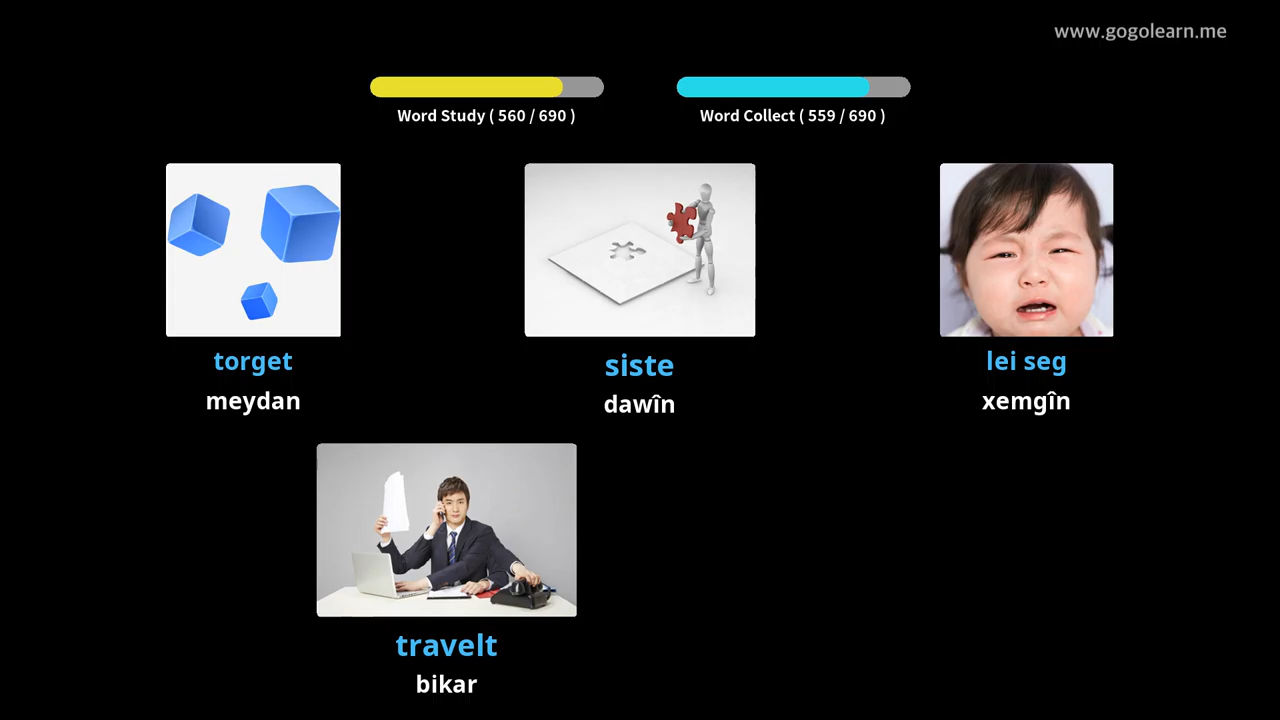 www.gogolearn.me
Word Study ( 560 / 690 )
Word Collect ( 559 / 690 )
torget
meydan
siste
dawîn
lei seg
xemgîn
travelt
bikar